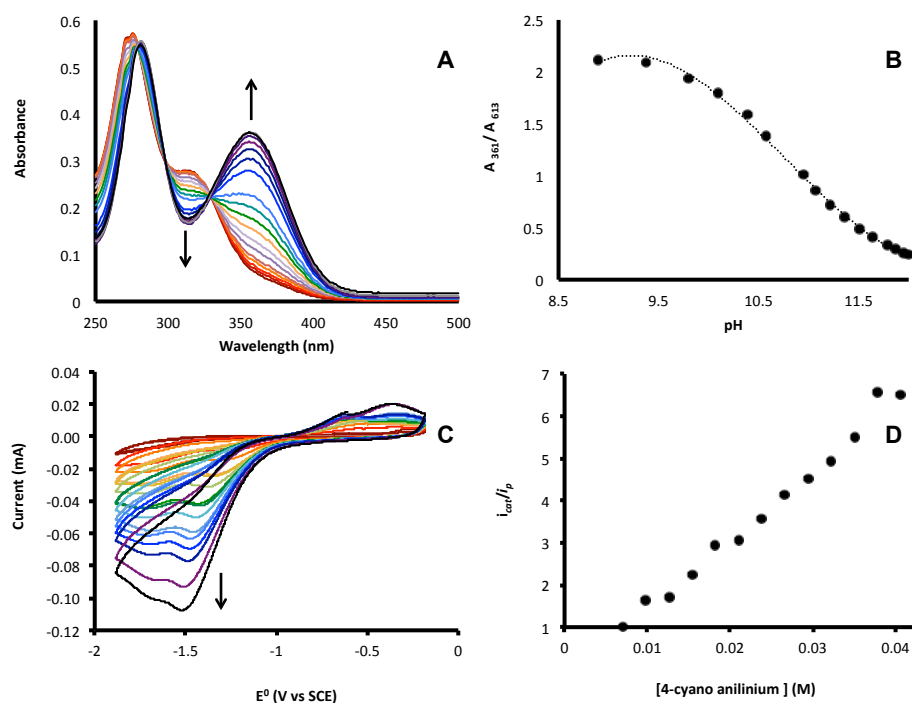 A
Absorbance
0.6
0.5
0.4
0.3
0.2
0.1
0
250 300 350 400 450 500
Wavelength (nm)
B
A 361/ A 613
2.5
2
1.5
1
0.5
0
8.5 9.5 10.5 11.5
pH
C
Current (mA)
0.04
0.02
0.00
-0.02
-0.04
-0.06
-0.08
-0.10
-0.12
-2 -1.5 -1 -0.5 0
E⁰ (V vs SCE)
D
i cat/i p
7
6
5
4
3
2
1
0 0.01 0.02 0.03 0.04
[4-cyano anilinium ] (M)